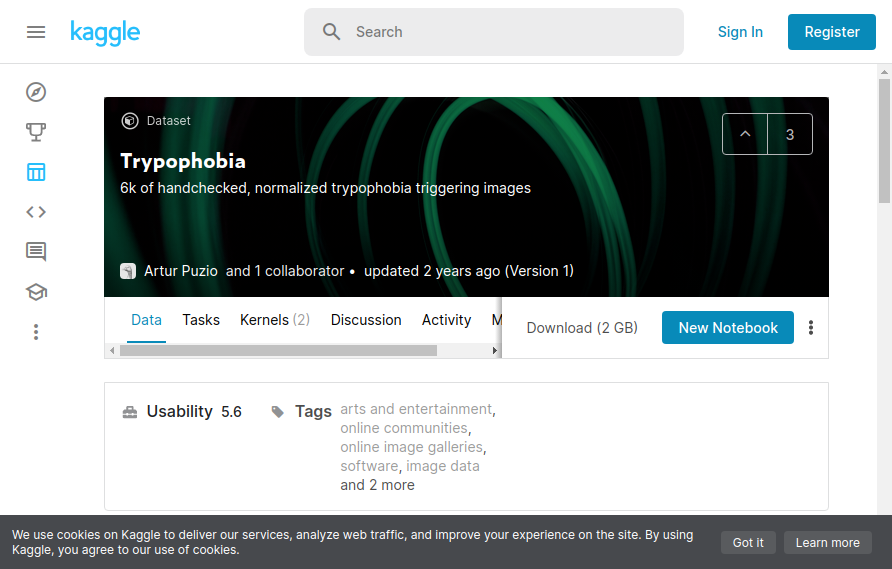 kaggle
Search
Sign In
Register
Dataset
3
Trypophobia
6k of handchecked, normalized trypophobia triggering images
Artur Puzio and 1 collaborator • updated 2 years ago (Version 1)
Data Tasks Kernels (2) Discussion Activity M
Download (2 GB)
New Notebook
Usability 5.6
Tags
arts and entertainment,
online communities,
online image galleries,
software, image data
and 2 more
We use cookies on Kaggle to deliver our services, analyze web traffic, and improve your experience on the site. By using
Kaggle, you agree to our use of cookies.
Got it
Learn more